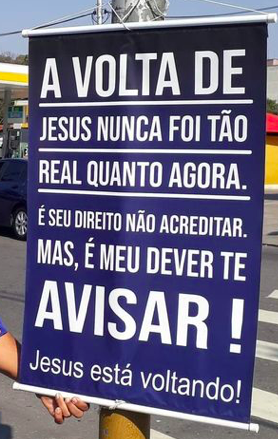 A VOLTA DE
JESUS NUNCA FOI TÃO
REAL QUANTO AGORA.
É SEU DIREITO NÃO ACREDITAR.
MAS, É MEU DEVER TE
AVISAR !
Jesus está voltando!